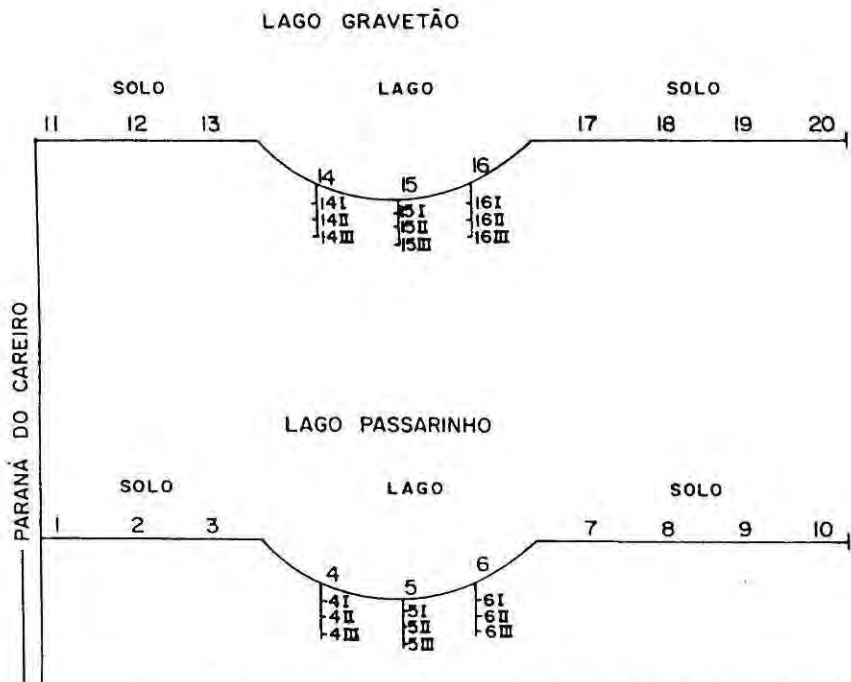 LAGO GRAVETÃO
SOLO LAGO SOLO
11 12 13 17 18 19 20
14 15 16
14I 15I 16I
14II 15II 16II
14III 15III 16III
PARANÁ DO CAREIRO
LAGO PASSARINHO
SOLO LAGO SOLO
1 2 3 7 8 9 10
4 5 6
4I 5I 6I
4II 5II 6II
4III 5III 6III